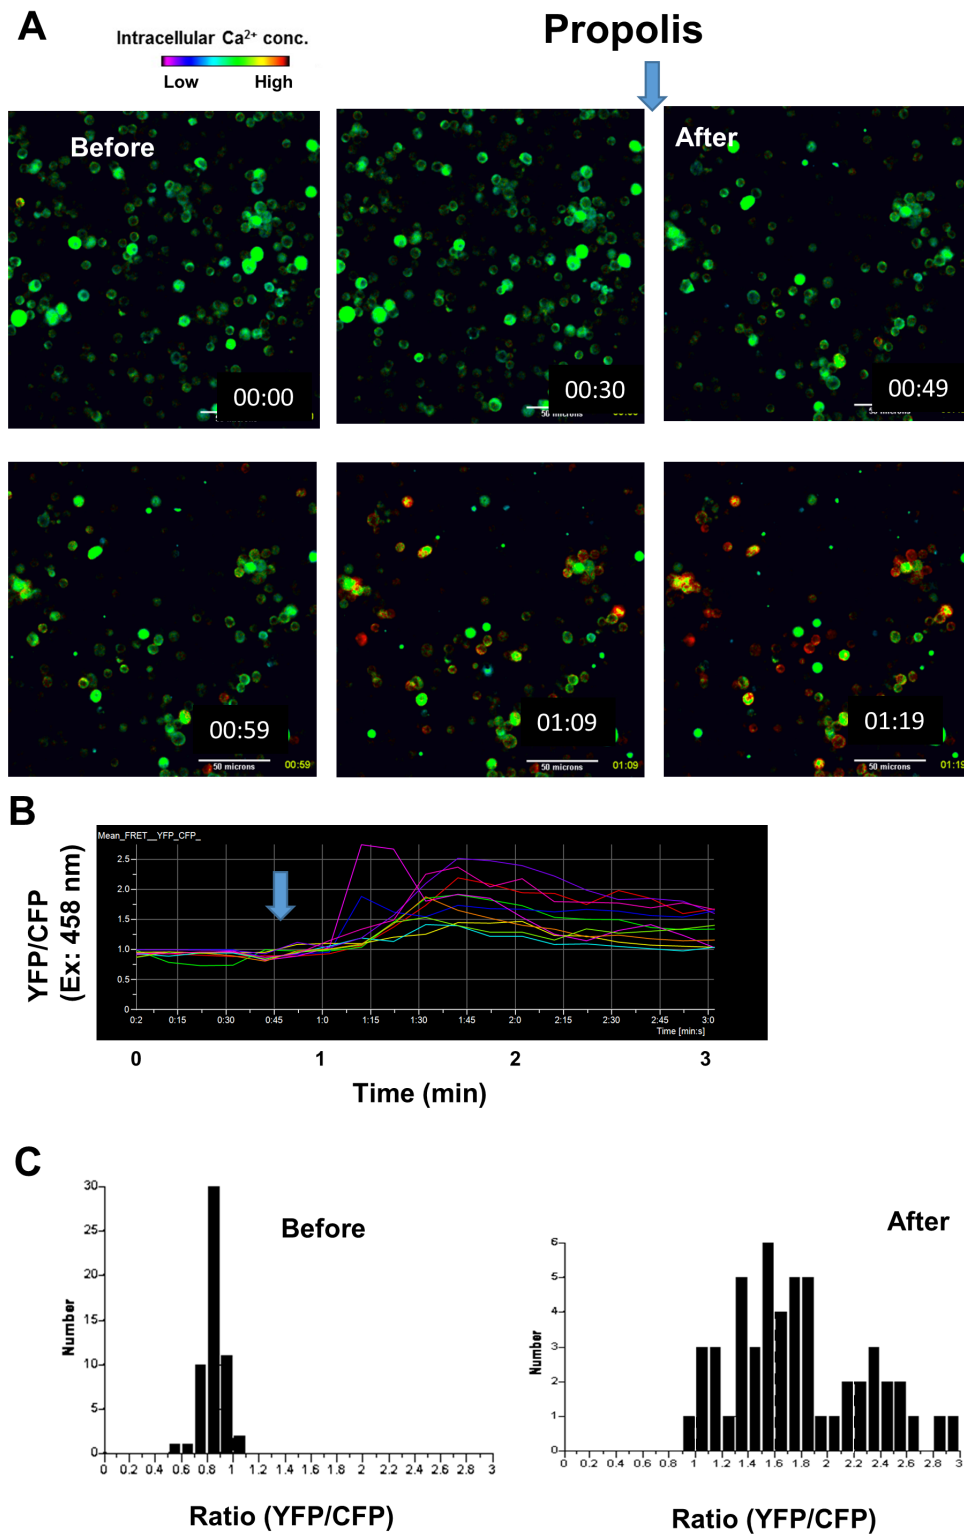 A
Intracellular Ca²⁺ conc.
Low High
Propolis
Before
After
00:00
00:30
00:49
50 microns
00:59
50 microns
00:59
01:09
50 microns
01:09
01:19
50 microns
01:19
B
Mean_FRET__YFP_CFP_
YFP/CFP
(Ex: 458 nm)
2.5
2.0
1.5
1.0
0.5
0
0:2 0:15 0:30 0:45 1:0 1:15 1:30 1:45 2:0 2:15 2:30 2:45 3:0
Time [min:s]
0 1 2 3
Time (min)
C
Before
30
25
20
15
10
5
0
Number
0 0.2 0.4 0.6 0.8 1 1.2 1.4 1.6 1.8 2 2.2 2.4 2.6 2.8 3
Ratio (YFP/CFP)
After
6
5
4
3
2
1
0
Number
0 0.2 0.4 0.6 0.8 1 1.2 1.4 1.6 1.8 2 2.2 2.4 2.6 2.8 3
Ratio (YFP/CFP)